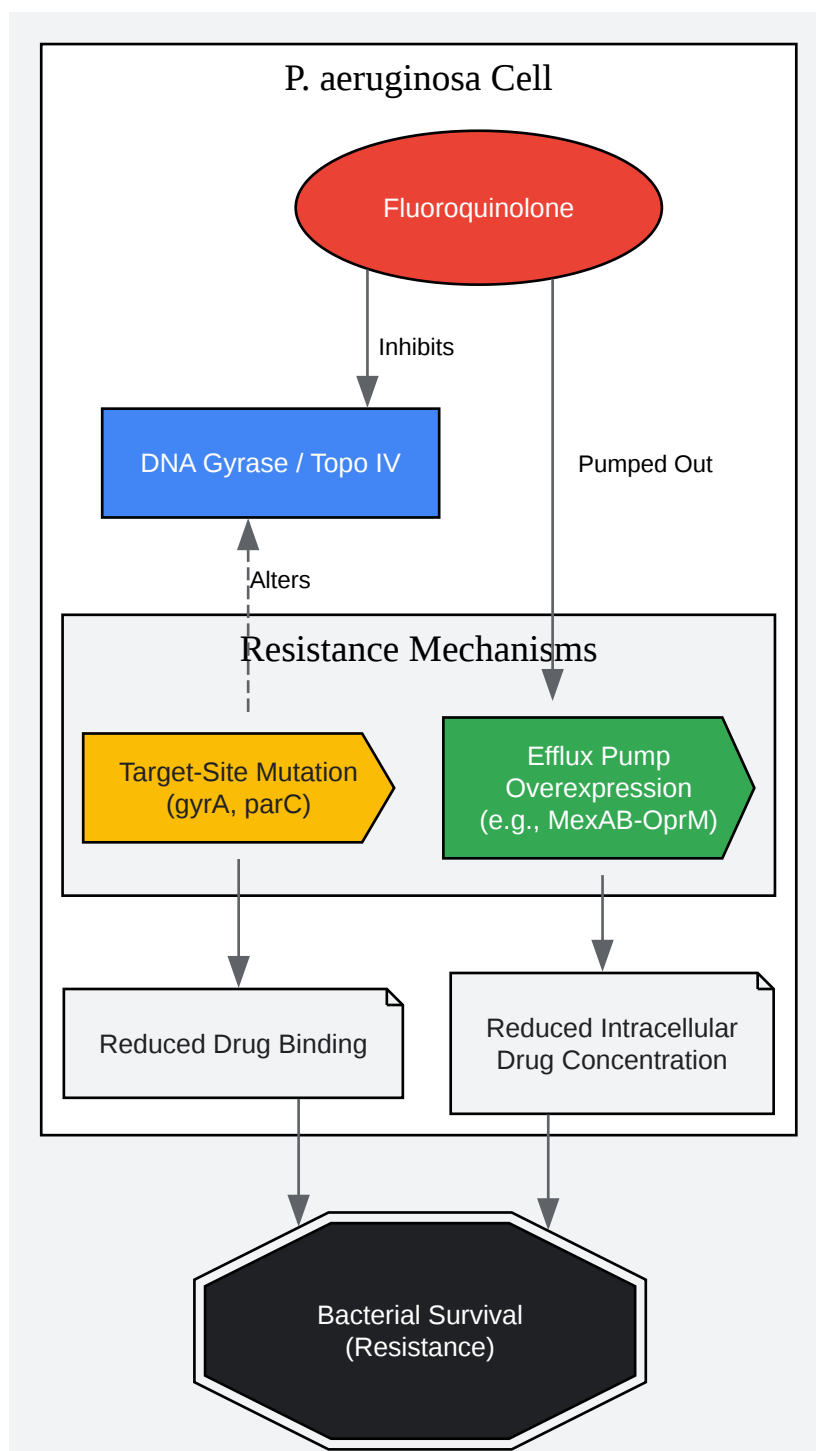 P. aeruginosa Cell
Fluoroquinolone
Inhibits
DNA Gyrase / Topo IV
Pumped Out
Alters
Resistance Mechanisms
Target-Site Mutation
(gyrA, parC)
Efflux Pump
Overexpression
(e.g., MexAB-OprM)
Reduced Drug Binding
Reduced Intracellular
Drug Concentration
Bacterial Survival
(Resistance)